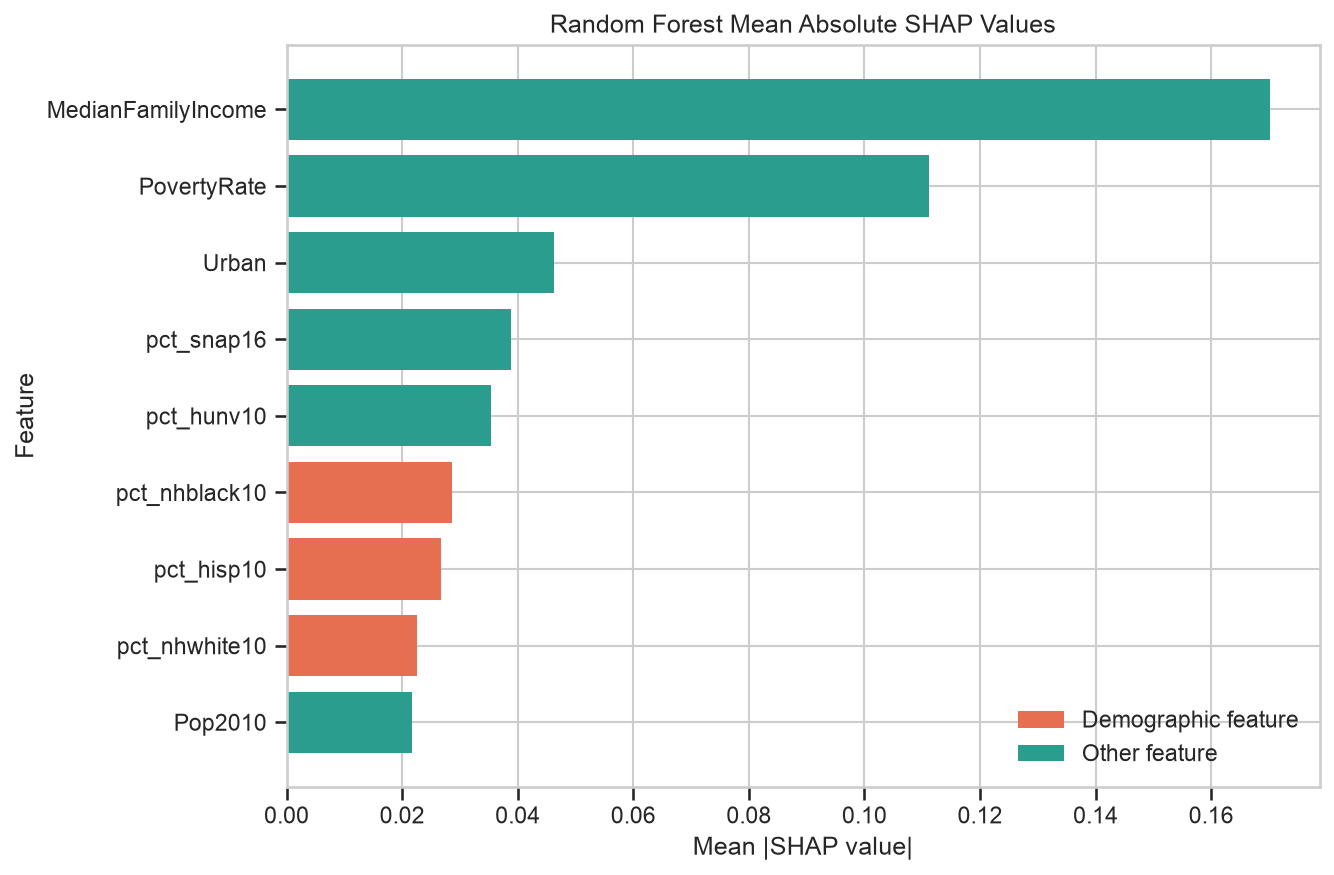 Random Forest Mean Absolute SHAP Values
MedianFamilyIncome
PovertyRate
Urban
pct_snap16
pct_hunv10
pct_nhblack10
pct_hisp10
pct_nhwhite10
Pop2010
Feature
Demographic feature
Other feature
0.00 0.02 0.04 0.06 0.08 0.10 0.12 0.14 0.16
Mean |SHAP value|